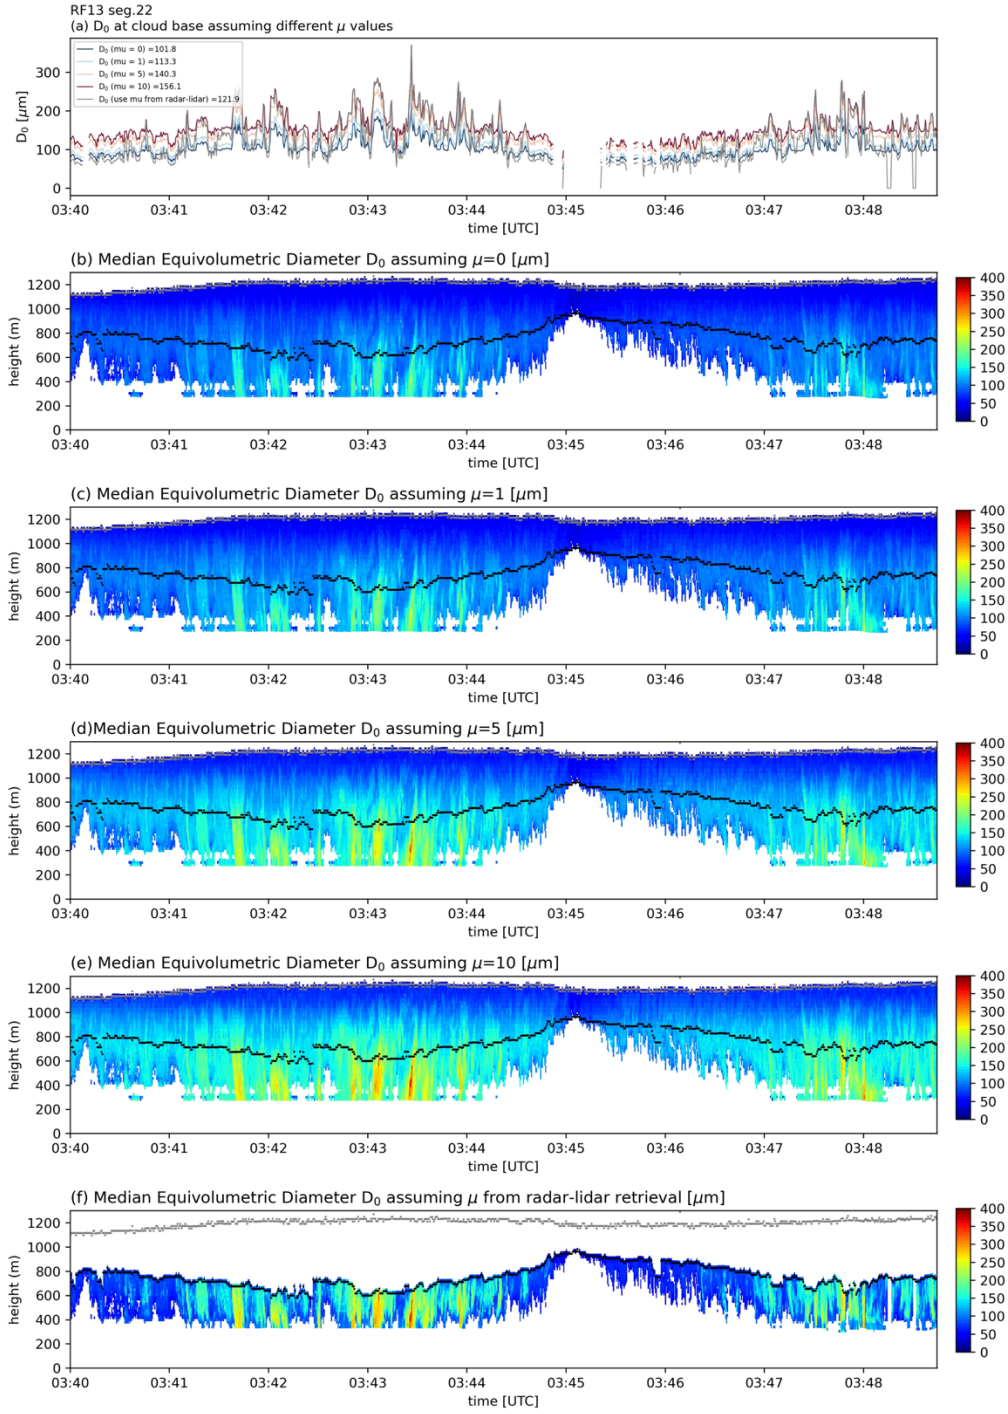 RF13 seg.22
(a) D₀ at cloud base assuming different μ values
D₀ (mu = 0) =101.8
D₀ (mu = 1) =113.3
D₀ (mu = 5) =140.3
D₀ (mu = 10) =156.1
D₀ (use mu from radar-lidar) =121.9
D₀ [μm]
300
200
100
0
03:40 03:41 03:42 03:43 03:44 03:45 03:46 03:47 03:48
time [UTC]
(b) Median Equivolumetric Diameter D₀ assuming μ=0 [μm]
height (m)
1200
1000
800
600
400
200
0
03:40 03:41 03:42 03:43 03:44 03:45 03:46 03:47 03:48
time [UTC]
400
350
300
250
200
150
100
50
0
(c) Median Equivolumetric Diameter D₀ assuming μ=1 [μm]
height (m)
1200
1000
800
600
400
200
0
03:40 03:41 03:42 03:43 03:44 03:45 03:46 03:47 03:48
time [UTC]
400
350
300
250
200
150
100
50
0
(d)Median Equivolumetric Diameter D₀ assuming μ=5 [μm]
height (m)
1200
1000
800
600
400
200
0
03:40 03:41 03:42 03:43 03:44 03:45 03:46 03:47 03:48
time [UTC]
400
350
300
250
200
150
100
50
0
(e) Median Equivolumetric Diameter D₀ assuming μ=10 [μm]
height (m)
1200
1000
800
600
400
200
0
03:40 03:41 03:42 03:43 03:44 03:45 03:46 03:47 03:48
time [UTC]
400
350
300
250
200
150
100
50
0
(f) Median Equivolumetric Diameter D₀ assuming μ from radar-lidar retrieval [μm]
height (m)
1200
1000
800
600
400
200
0
03:40 03:41 03:42 03:43 03:44 03:45 03:46 03:47 03:48
time [UTC]
400
350
300
250
200
150
100
50
0